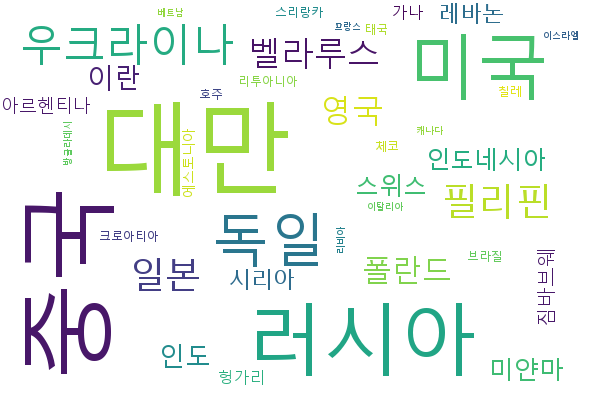 베트남
스리랑카
가나
레바논
우크라이나
프랑스
태국
이스라엘
벨라루스
미국
이란
리투아니아
호주
칠레
아르헨티나
대만
영국
방글라데시
에스토니아
캐나다
체코
인도네시아
스위스
필리핀
이탈리아
중국
독일
리비아
크로아티아
일본
시리아
폴란드
브라질
짐바브웨
러시아
인도
헝가리
미얀마